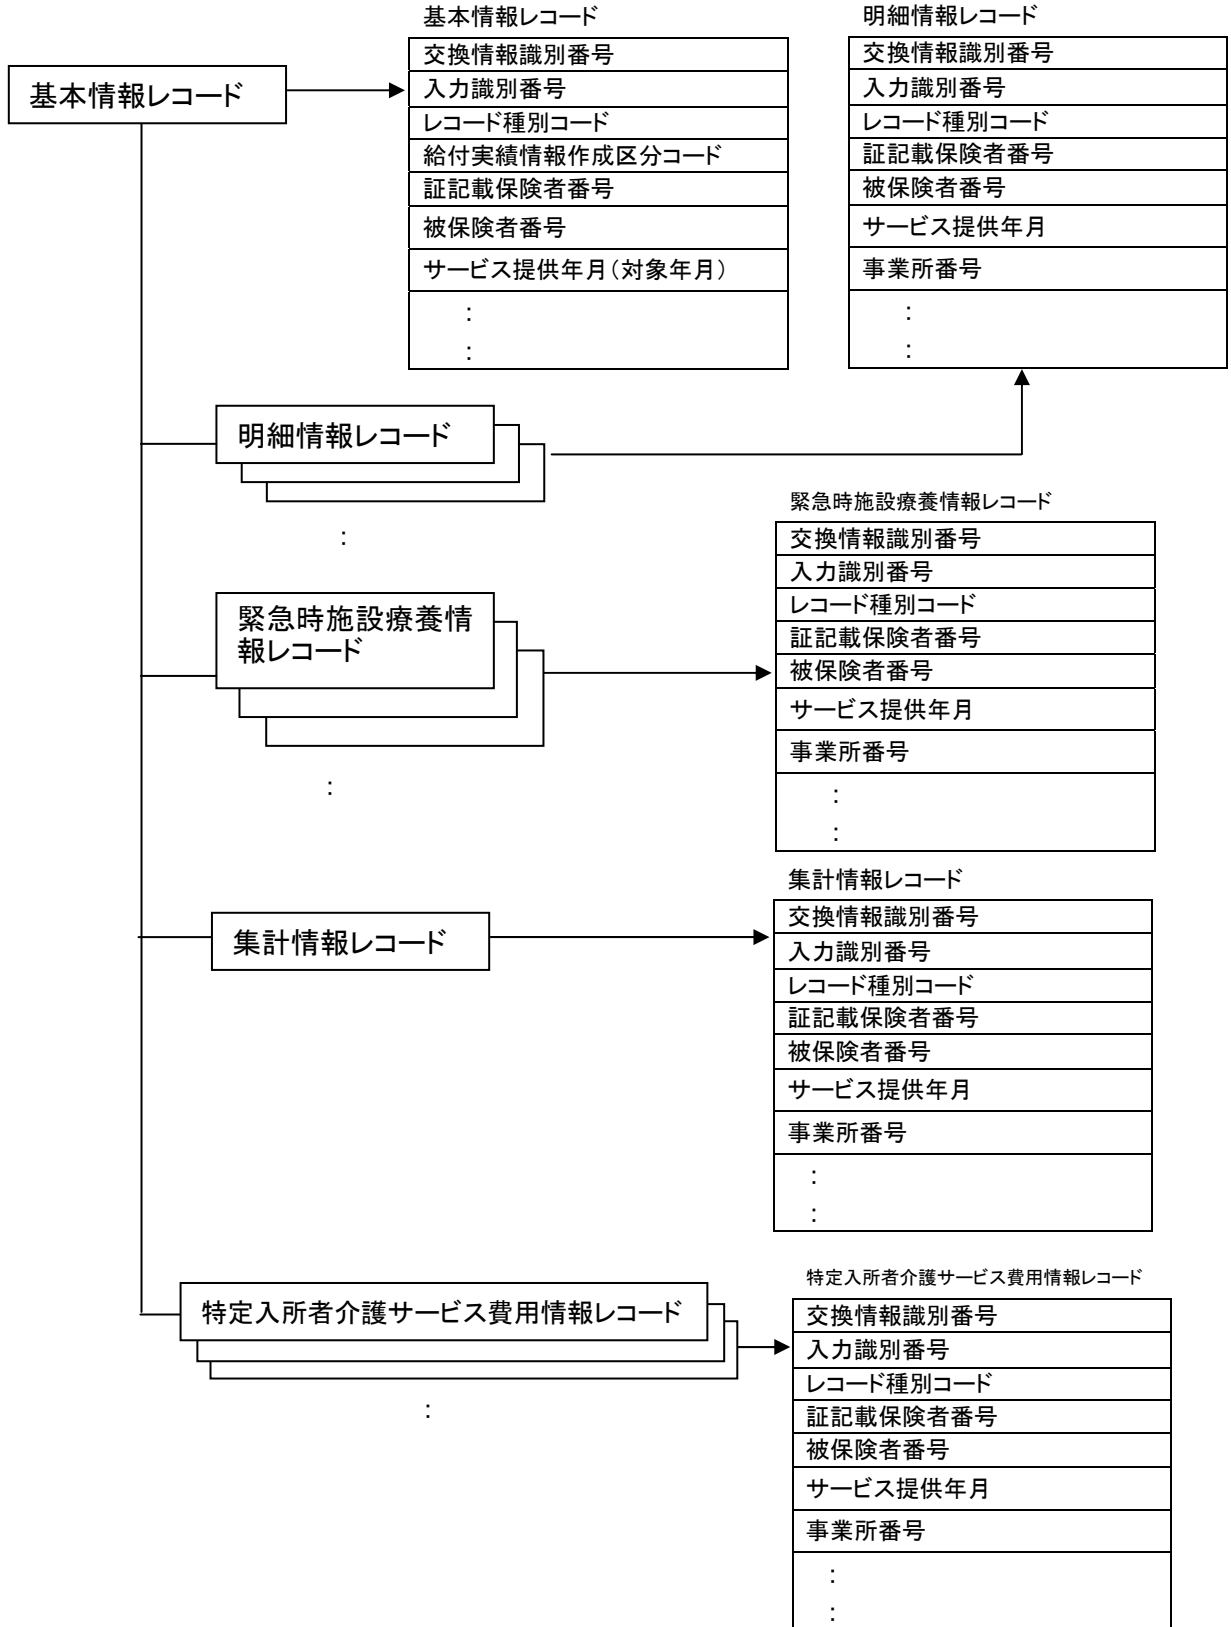 基本情報レコード
基本情報レコード
交換情報識別番号
入力識別番号
レコード種別コード
給付実績情報作成区分コード
証記載保険者番号
被保険者番号
サービス提供年月(対象年月)
:
:
明細情報レコード
交換情報識別番号
入力識別番号
レコード種別コード
証記載保険者番号
被保険者番号
サービス提供年月
事業所番号
:
:
明細情報レコード
:
緊急時施設療養情
報レコード
:
緊急時施設療養情報レコード
交換情報識別番号
入力識別番号
レコード種別コード
証記載保険者番号
被保険者番号
サービス提供年月
事業所番号
:
:
集計情報レコード
集計情報レコード
交換情報識別番号
入力識別番号
レコード種別コード
証記載保険者番号
被保険者番号
サービス提供年月
事業所番号
:
:
特定入所者介護サービス費用情報レコード
:
特定入所者介護サービス費用情報レコード
交換情報識別番号
入力識別番号
レコード種別コード
証記載保険者番号
被保険者番号
サービス提供年月
事業所番号
:
: